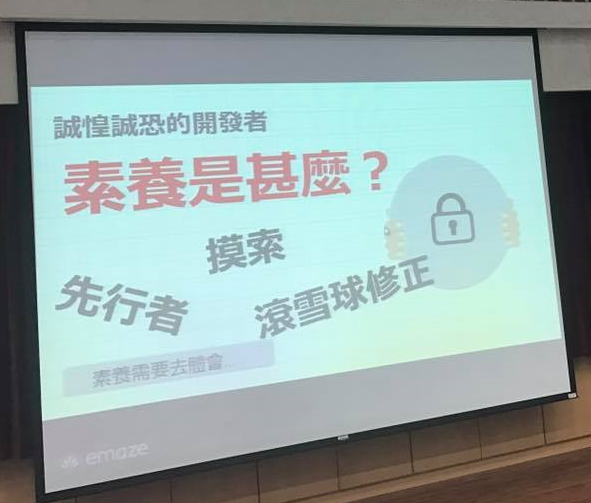 誠惶誠恐的開發者
素養是甚麼？
摸索
先行者
滾雪球修正
素養需要去體會...
emaze